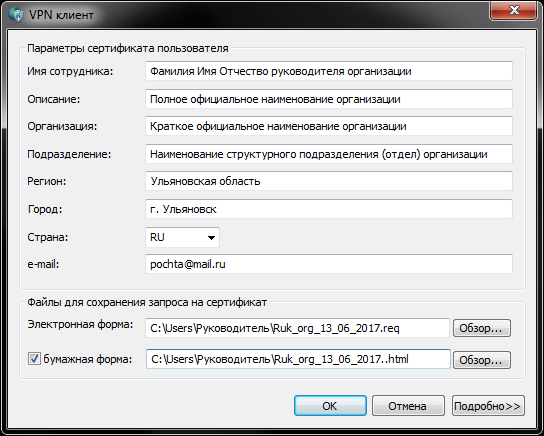 VPN клиент
Параметры сертификата пользователя
Имя сотрудника: Фамилия Имя Отчество руководителя организации
Описание: Полное официальное наименование организации
Организация: Краткое официальное наименование организации
Подразделение: Наименование структурного подразделения (отдел) организации
Регион: Ульяновская область
Город: г. Ульяновск
Страна: RU
e-mail: pochta@mail.ru
Файлы для сохранения запроса на сертификат
Электронная форма: C:\Users\Руководитель\Ruk_org_13_06_2017.req Обзор...
бумажная форма: C:\Users\Руководитель\Ruk_org_13_06_2017..html Обзор...
OK Отмена Подробно>>